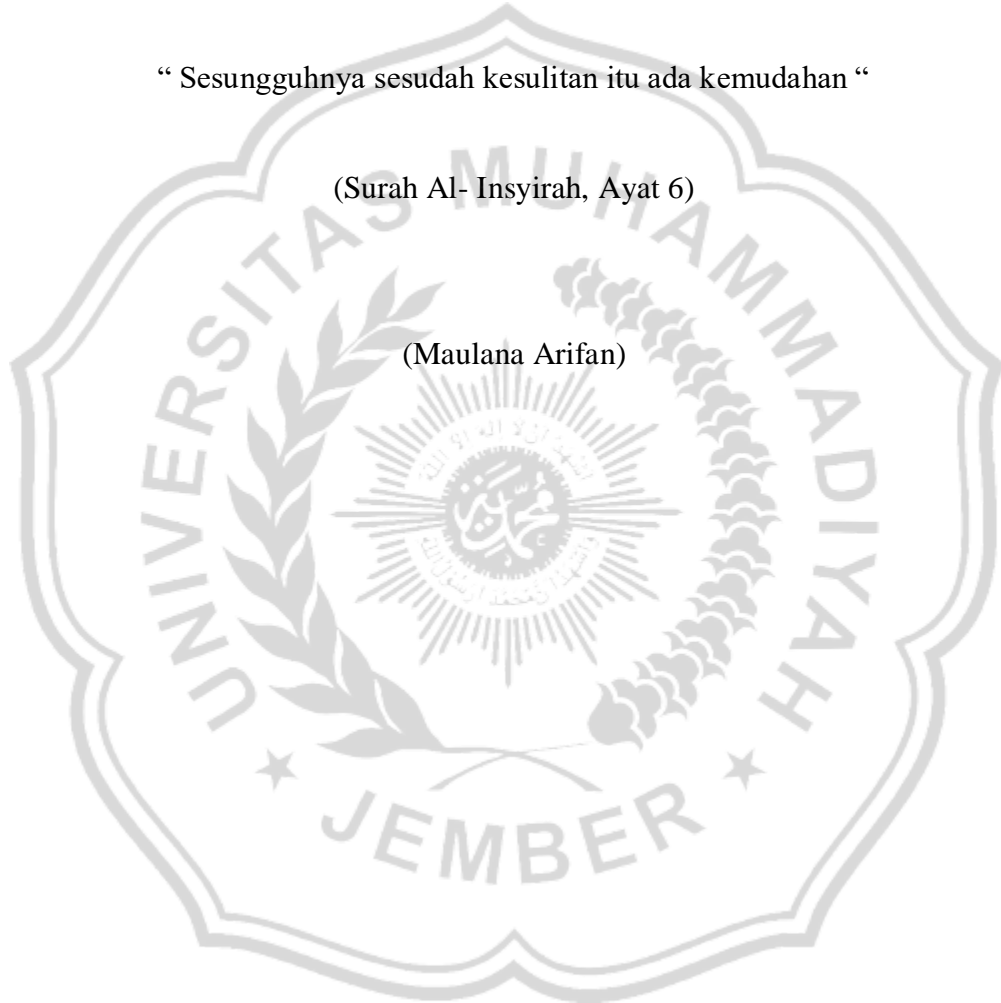 “ Sesungguhnya sesudah kesulitan itu ada kemudahan “
(Surah Al- Insyirah, Ayat 6)
(Maulana Arifan)
UNIVERSITAS MUHAMMADIYAH
JEMBER